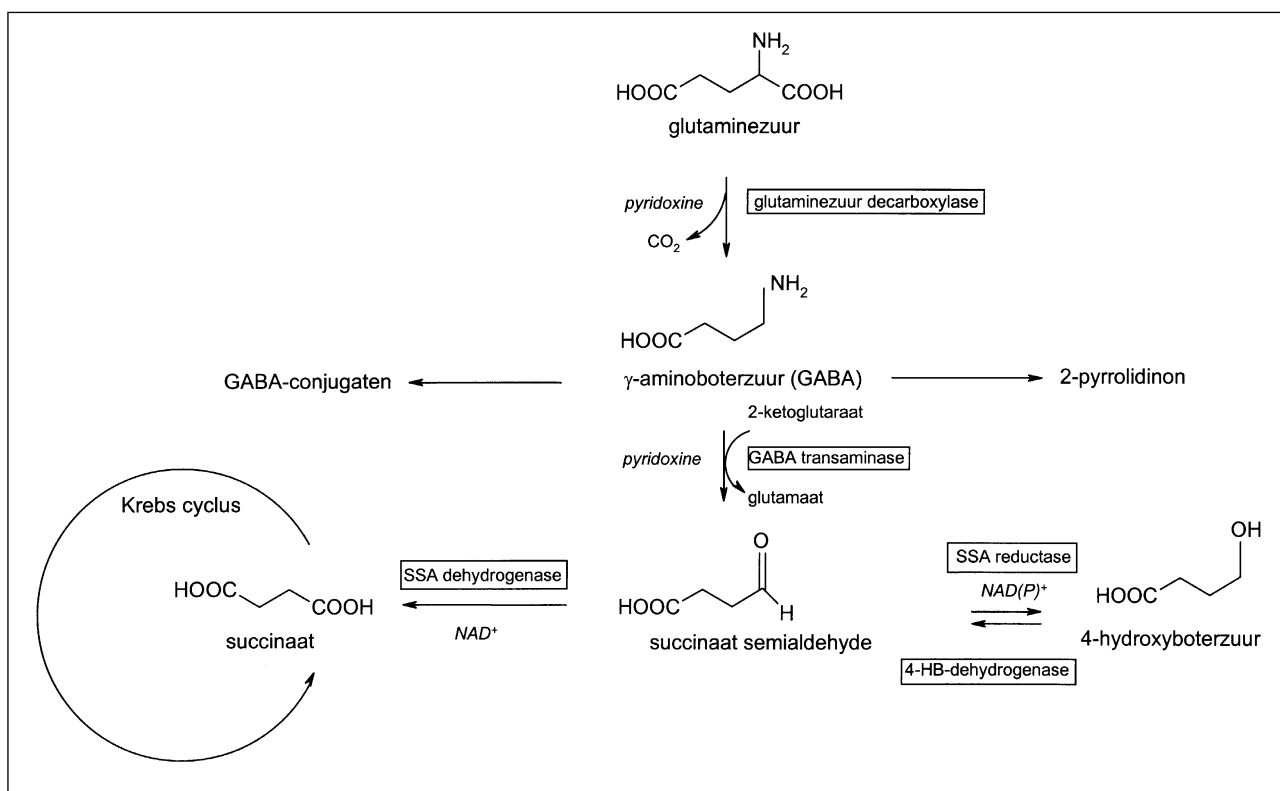 NH₂
HOOC COOH
glutaminezuur
pyridoxine
glutaminezuur decarboxylase
CO₂
NH₂
HOOC
GABA-conjugaten
γ-aminoboterzuur (GABA)
2-pyrrolidinon
2-ketoglutaraat
pyridoxine
GABA transaminase
glutamaat
Krebs cyclus
HOOC
COOH
succinaat
SSA dehydrogenase
NAD⁺
O
HOOC
H
succinaat semialdehyde
SSA reductase
NAD(P)⁺
4-HB-dehydrogenase
OH
HOOC
4-hydroxyboterzuur